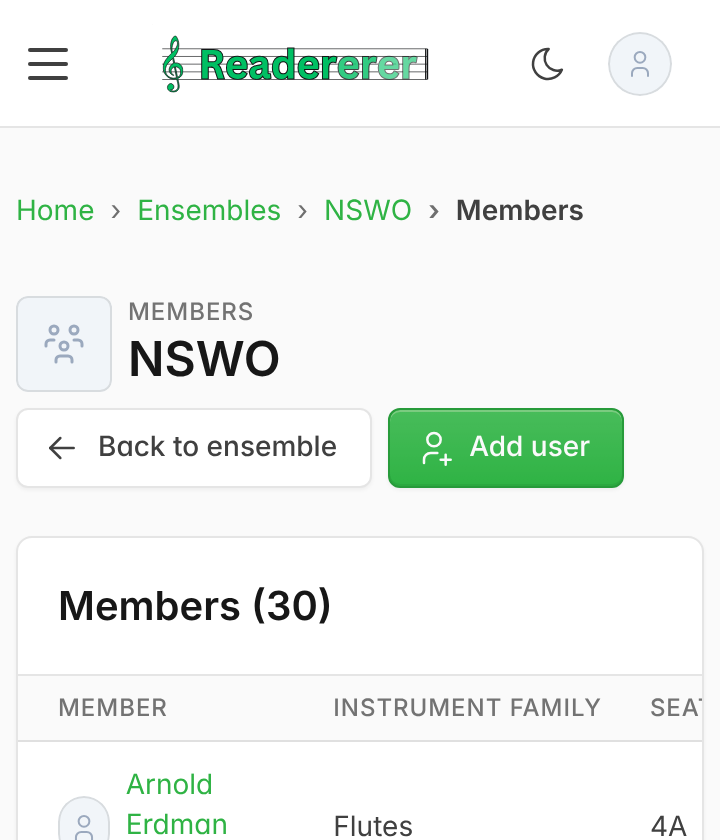 Readererer
Home › Ensembles › NSWO › Members
MEMBERS
NSWO
Back to ensemble
Add user
Members (30)
MEMBER INSTRUMENT FAMILY
Arnold
Erdman
Flutes 4A